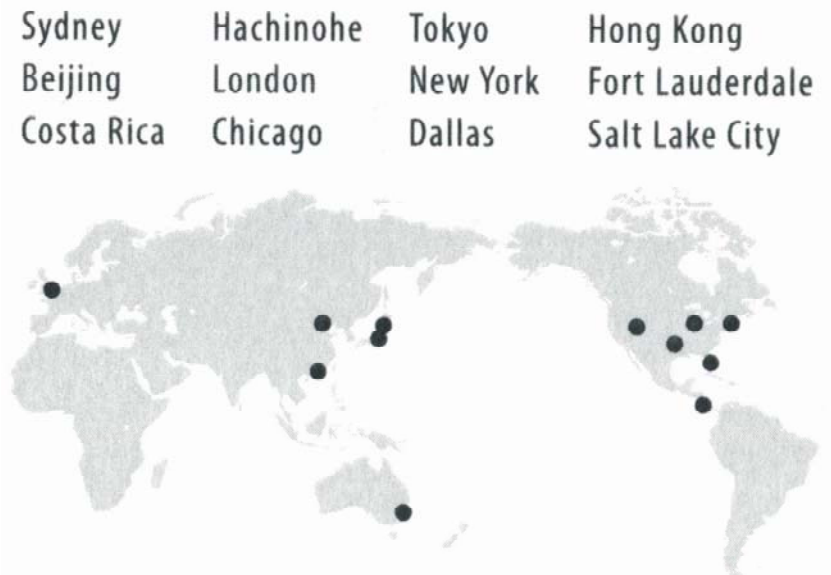 Sydney Hachinohe Tokyo Hong Kong
Beijing London New York Fort Lauderdale
Costa Rica Chicago Dallas Salt Lake City